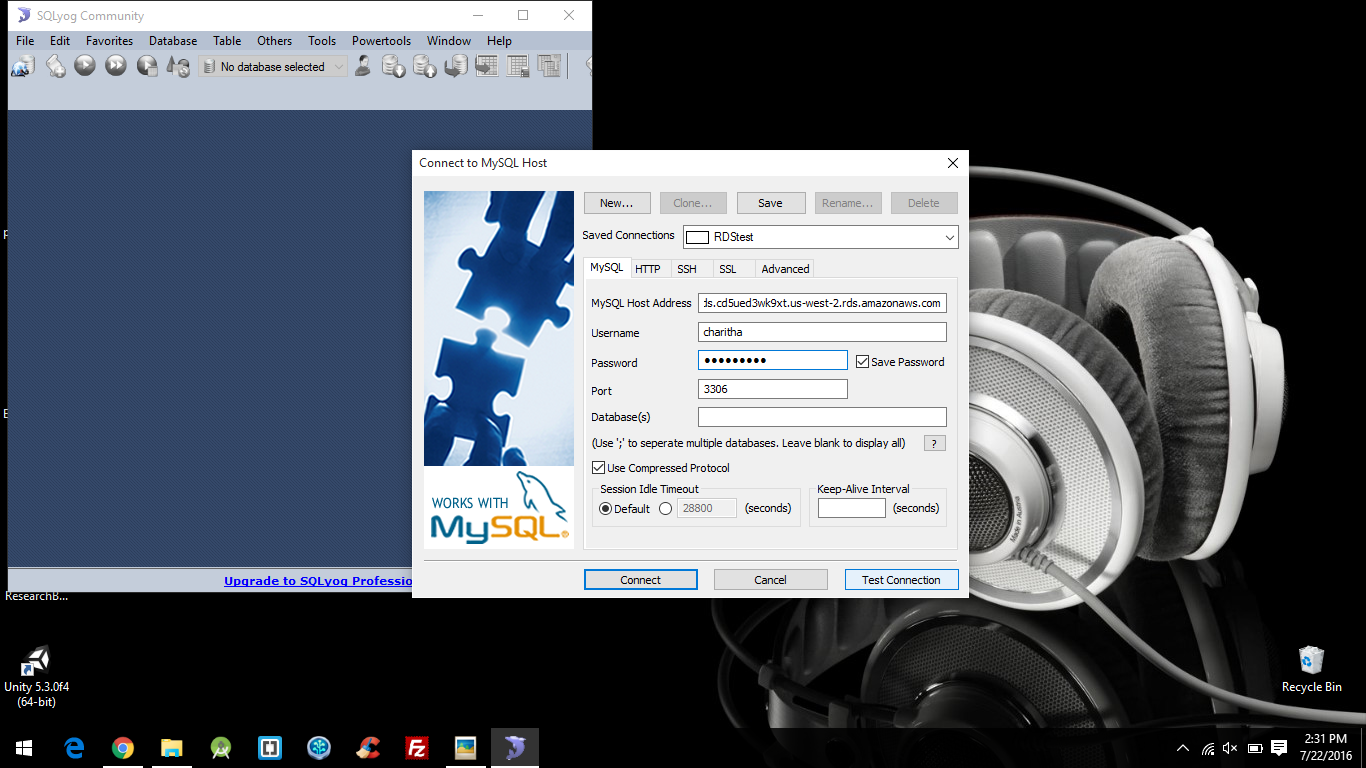 SQLyog Community
File Edit Favorites Database Table Others Tools Powertools Window Help
No database selected
Connect to MySQL Host
New... Clone... Save Rename... Delete
Saved Connections RDStest
MySQL HTTP SSH SSL Advanced
MySQL Host Address ds.cd5ued3wk9xt.us-west-2.rds.amazonaws.com
Username charitha
Password ●●●●●●●●● Save Password
Port 3306
Database(s)
(Use ';' to seperate multiple databases. Leave blank to display all) ?
Use Compressed Protocol
Session Idle Timeout Keep-Alive Interval
Default 28800 (seconds) (seconds)
WORKS WITH
MySQL®
Connect Cancel Test Connection
Upgrade to SQLyog Professio
ResearchB...
Made in Austria
Unity 5.3.0f4
(64-bit)
Recycle Bin
Fz
2:31 PM
7/22/2016